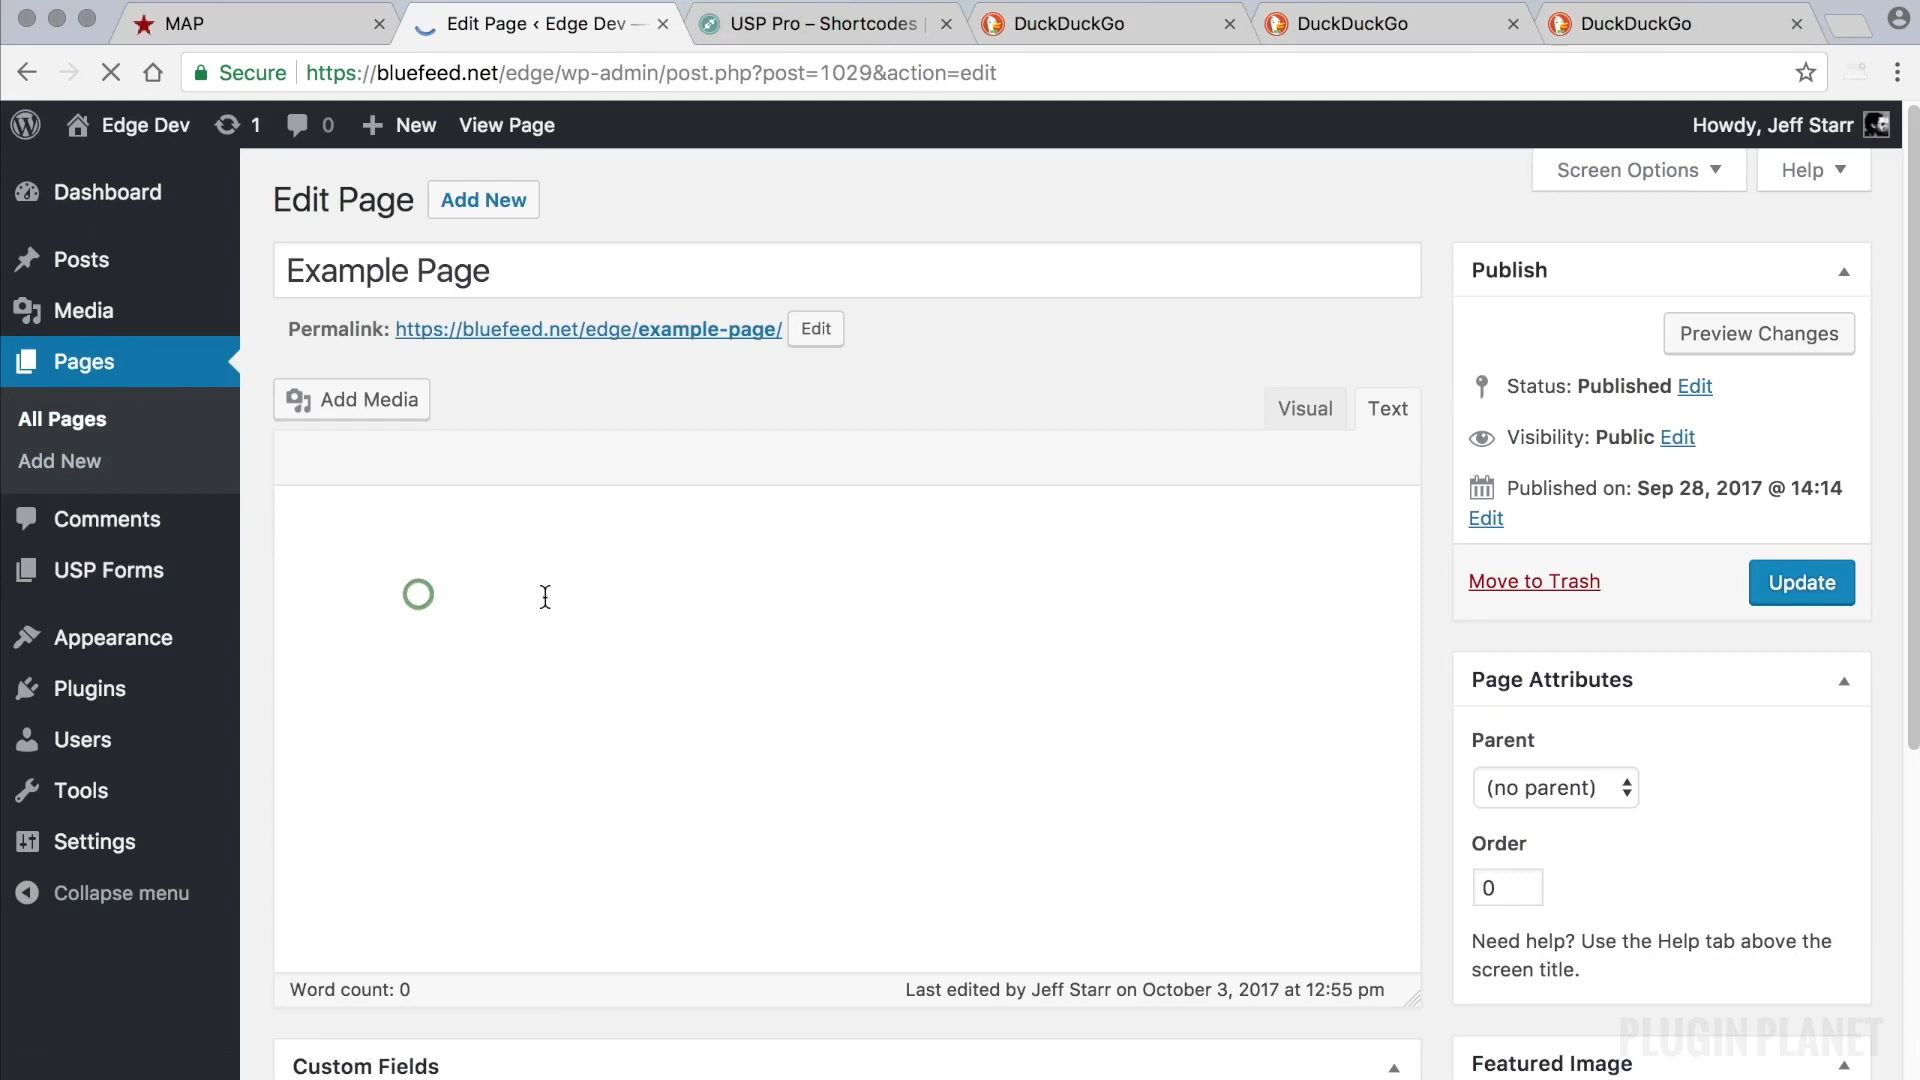 MAP
Edit Page ‹ Edge Dev —
USP Pro – Shortcodes |
DuckDuckGo
DuckDuckGo
DuckDuckGo
Secure
https://bluefeed.net/edge/wp-admin/post.php?post=1029&action=edit
Edge Dev
1
0
New
View Page
Howdy, Jeff Starr
Screen Options
Help
Dashboard
Posts
Media
Pages
All Pages
Add New
Comments
USP Forms
Appearance
Plugins
Users
Tools
Settings
Collapse menu
Edit Page
Add New
Example Page
Permalink: https://bluefeed.net/edge/example-page/ Edit
Add Media
Visual
Text
Word count: 0
Last edited by Jeff Starr on October 3, 2017 at 12:55 pm
Custom Fields
Publish
Preview Changes
Status: Published Edit
Visibility: Public Edit
Published on: Sep 28, 2017 @ 14:14
Edit
Move to Trash
Update
Page Attributes
Parent
(no parent)
Order
0
Need help? Use the Help tab above the
screen title.
Featured Image
PLUGIN PLANET